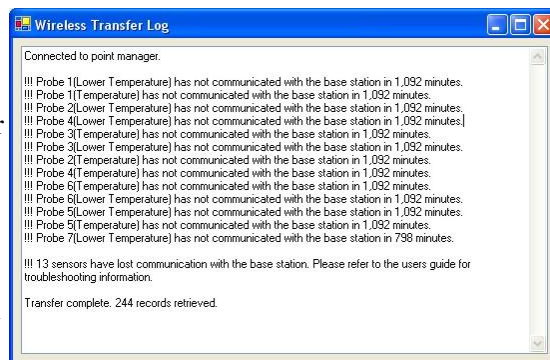 Wireless Transfer Log
Connected to point manager.
!!! Probe 1(Lower Temperature) has not communicated with the base station in 1,092 minutes.
!!! Probe 1(Temperature) has not communicated with the base station in 1,092 minutes.
!!! Probe 2(Lower Temperature) has not communicated with the base station in 1,092 minutes.
!!! Probe 4(Lower Temperature) has not communicated with the base station in 1,092 minutes.
!!! Probe 3(Temperature) has not communicated with the base station in 1,092 minutes.
!!! Probe 3(Lower Temperature) has not communicated with the base station in 1,092 minutes.
!!! Probe 2(Temperature) has not communicated with the base station in 1,092 minutes.
!!! Probe 4(Temperature) has not communicated with the base station in 1,092 minutes.
!!! Probe 6(Temperature) has not communicated with the base station in 1,092 minutes.
!!! Probe 6(Lower Temperature) has not communicated with the base station in 1,092 minutes.
!!! Probe 5(Lower Temperature) has not communicated with the base station in 1,092 minutes.
!!! Probe 5(Temperature) has not communicated with the base station in 1,092 minutes.
!!! Probe 7(Lower Temperature) has not communicated with the base station in 798 minutes.
!!! 13 sensors have lost communication with the base station. Please refer to the users guide for
troubleshooting information.
Transfer complete. 244 records retrieved.